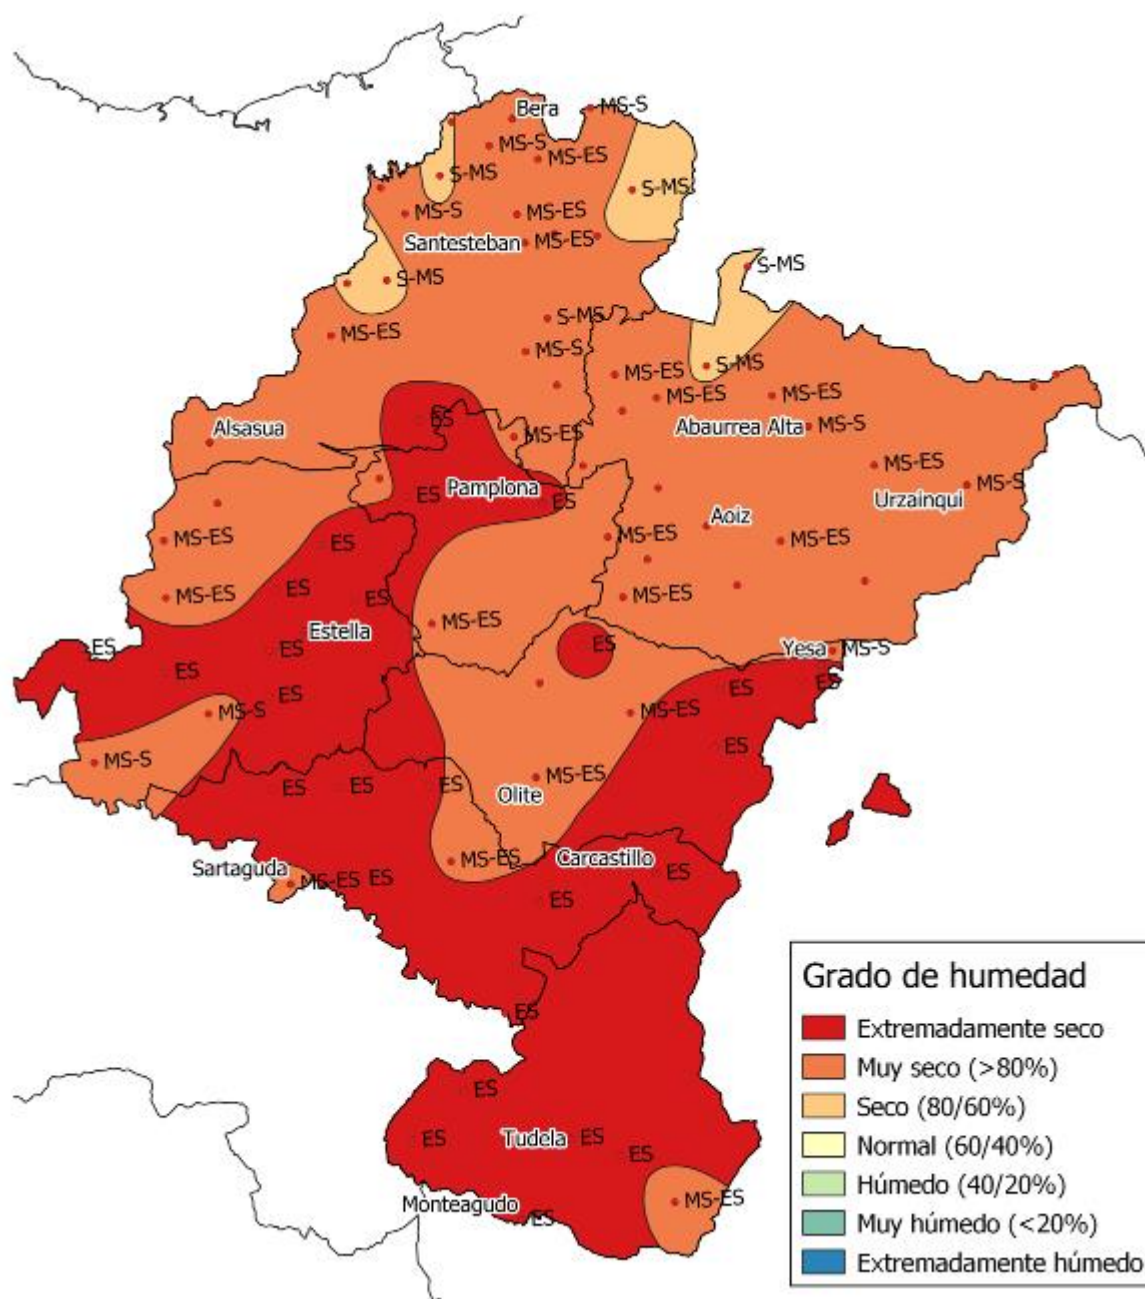 Bera
MS-S
MS-S
MS-ES
S-MS
S-MS
MS-S
MS-ES
Santesteban
MS-ES
S-MS
S-MS
S-MS
MS-ES
MS-S
S-MS
MS-ES
MS-ES
MS-ES
ES
Alsasua
MS-ES
Abaurrea Alta
MS-S
MS-ES
MS-S
Urzainqui
ES
Pamplona
ES
Aoiz
MS-ES
ES
MS-ES
MS-ES
MS-ES
ES
ES
MS-ES
MS-ES
Estella
ES
ES
ES
Yesa
MS-S
ES
ES
ES
ES
MS-S
MS-ES
ES
MS-S
ES
ES
ES
MS-ES
Olite
MS-ES
Carcastillo
Sartaguda
MS-ES
ES
ES
ES
ES
ES
ES
Tudela
ES
ES
MS-ES
Monteagudo
ES
Grado de humedad
Extremadamente seco
Muy seco (>80%)
Seco (80/60%)
Normal (60/40%)
Húmedo (40/20%)
Muy húmedo (<20%)
Extremadamente húmedo